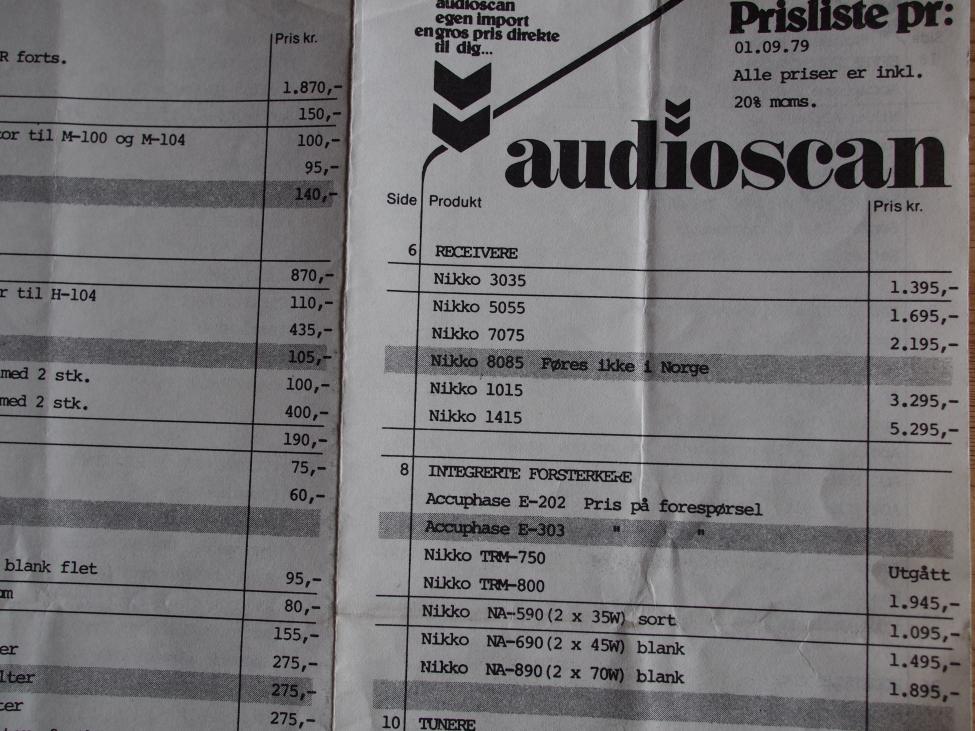 Pris kr.
R forts.
1.870,-
150,-
til M-100 og M-104 100,-
95,-
140,-
870,-
til H-104 110,-
435,-
105,-
med 2 stk. 100,-
med 2 stk. 400,-
190,-
75,-
60,-
blank flet 95,-
80,-
155,-
275,-
275,-
275,-
audioscan
egen import
engros pris direkte
til dig...
Prisliste pr:
01.09.79
Alle priser er inkl.
20% moms.
audioscan
Side Produkt Pris kr.
6 RECEIVERE
Nikko 3035 1.395,-
Nikko 5055 1.695,-
Nikko 7075 2.195,-
Nikko 8085 Føres ikke i Norge
Nikko 1015 3.295,-
Nikko 1415 5.295,-
8 INTEGRERTE FORSTERKERE
Accuphase E-202 Pris på forespørsel
Accuphase E-303 " "
Nikko TRM-750 Utgått
Nikko TRM-800 1.945,-
Nikko NA-590(2 x 35W) sort 1.095,-
Nikko NA-690(2 x 45W) blank 1.495,-
Nikko NA-890(2 x 70W) blank 1.895,-
10 TUNERE